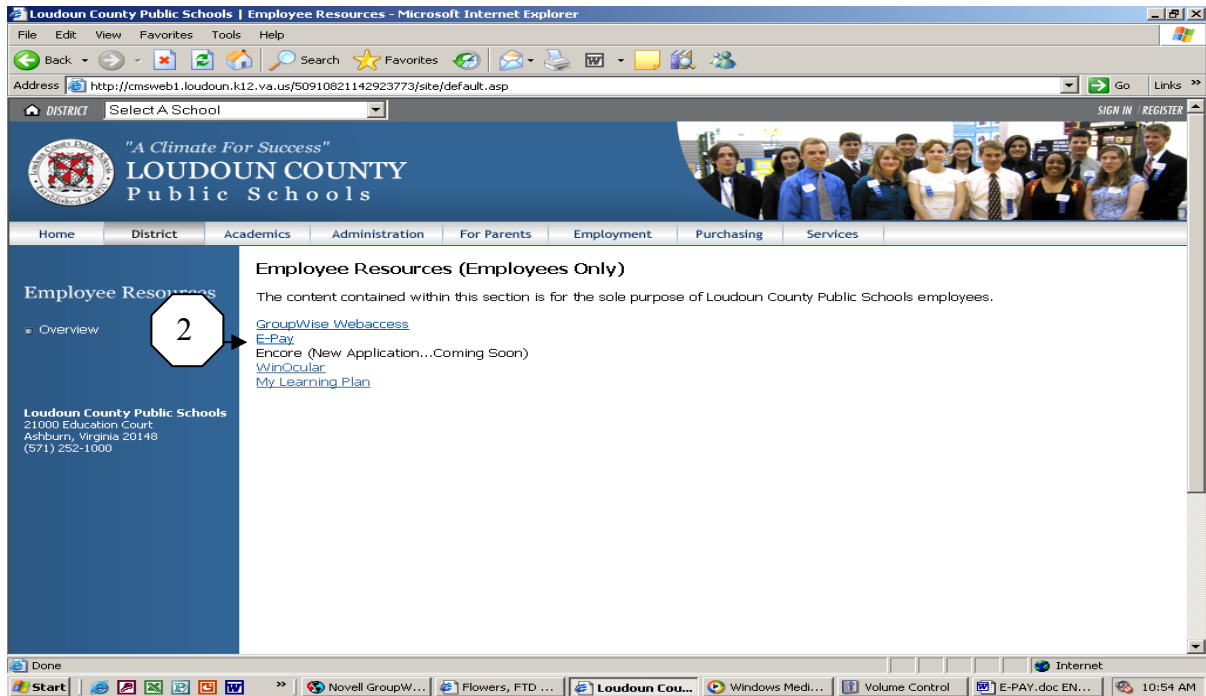 Loudoun County Public Schools | Employee Resources - Microsoft Internet Explorer
File Edit View Favorites Tools Help
Back Search Favorites
Address http://cmsweb1.loudoun.k12.va.us/50910821142923773/site/default.asp Go Links »
DISTRICT Select A School SIGN IN | REGISTER
"A Climate For Success"
LOUDOUN COUNTY
Public Schools
Home District Academics Administration For Parents Employment Purchasing Services
Employee Resources (Employees Only)
Employee Resources
The content contained within this section is for the sole purpose of Loudoun County Public Schools employees.
Overview
2
GroupWise Webaccess
E-Pay
Encore (New Application...Coming Soon)
WinOcular
My Learning Plan
Loudoun County Public Schools
21000 Education Court
Ashburn, Virginia 20148
(571) 252-1000
Done Internet
Start » Novell GroupW... Flowers, FTD ... Loudoun Cou... Windows Medi... Volume Control E-PAY.doc EN... 10:54 AM